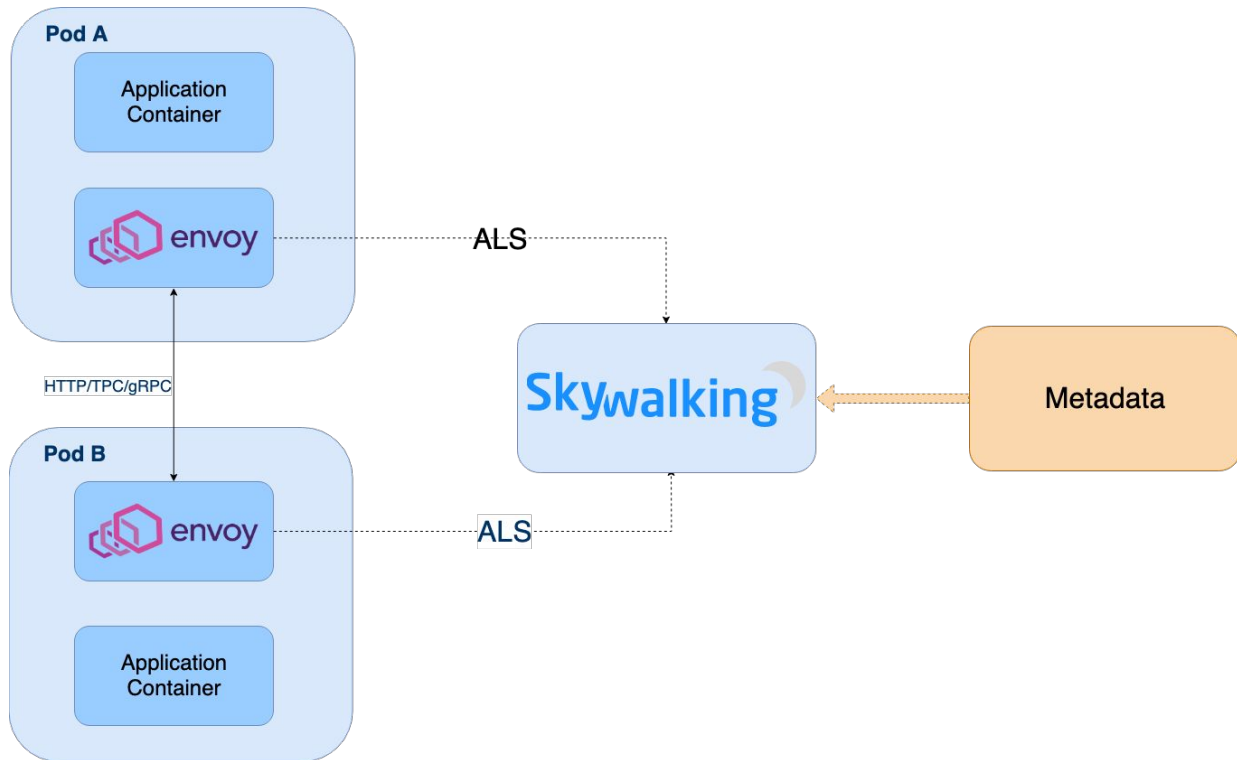 Pod A
Application
Container
envoy
ALS
HTTP/TPC/gRPC
Skywalking
Metadata
Pod B
envoy
ALS
Application
Container